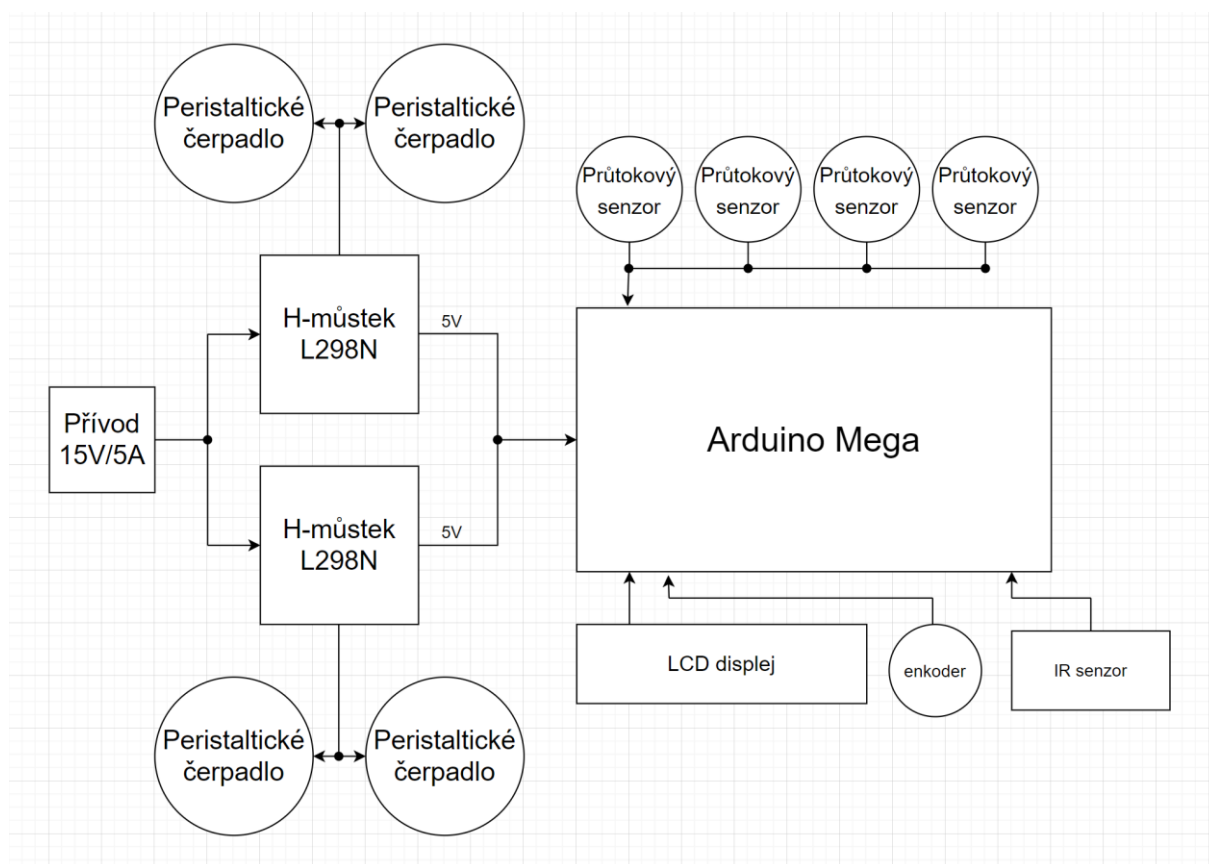 Peristaltické
čerpadlo
Peristaltické
čerpadlo
Průtokový
senzor
Průtokový
senzor
Průtokový
senzor
Průtokový
senzor
H-můstek
L298N
5V
Přívod
15V/5A
Arduino Mega
H-můstek
L298N
5V
LCD displej
enkoder
IR senzor
Peristaltické
čerpadlo
Peristaltické
čerpadlo